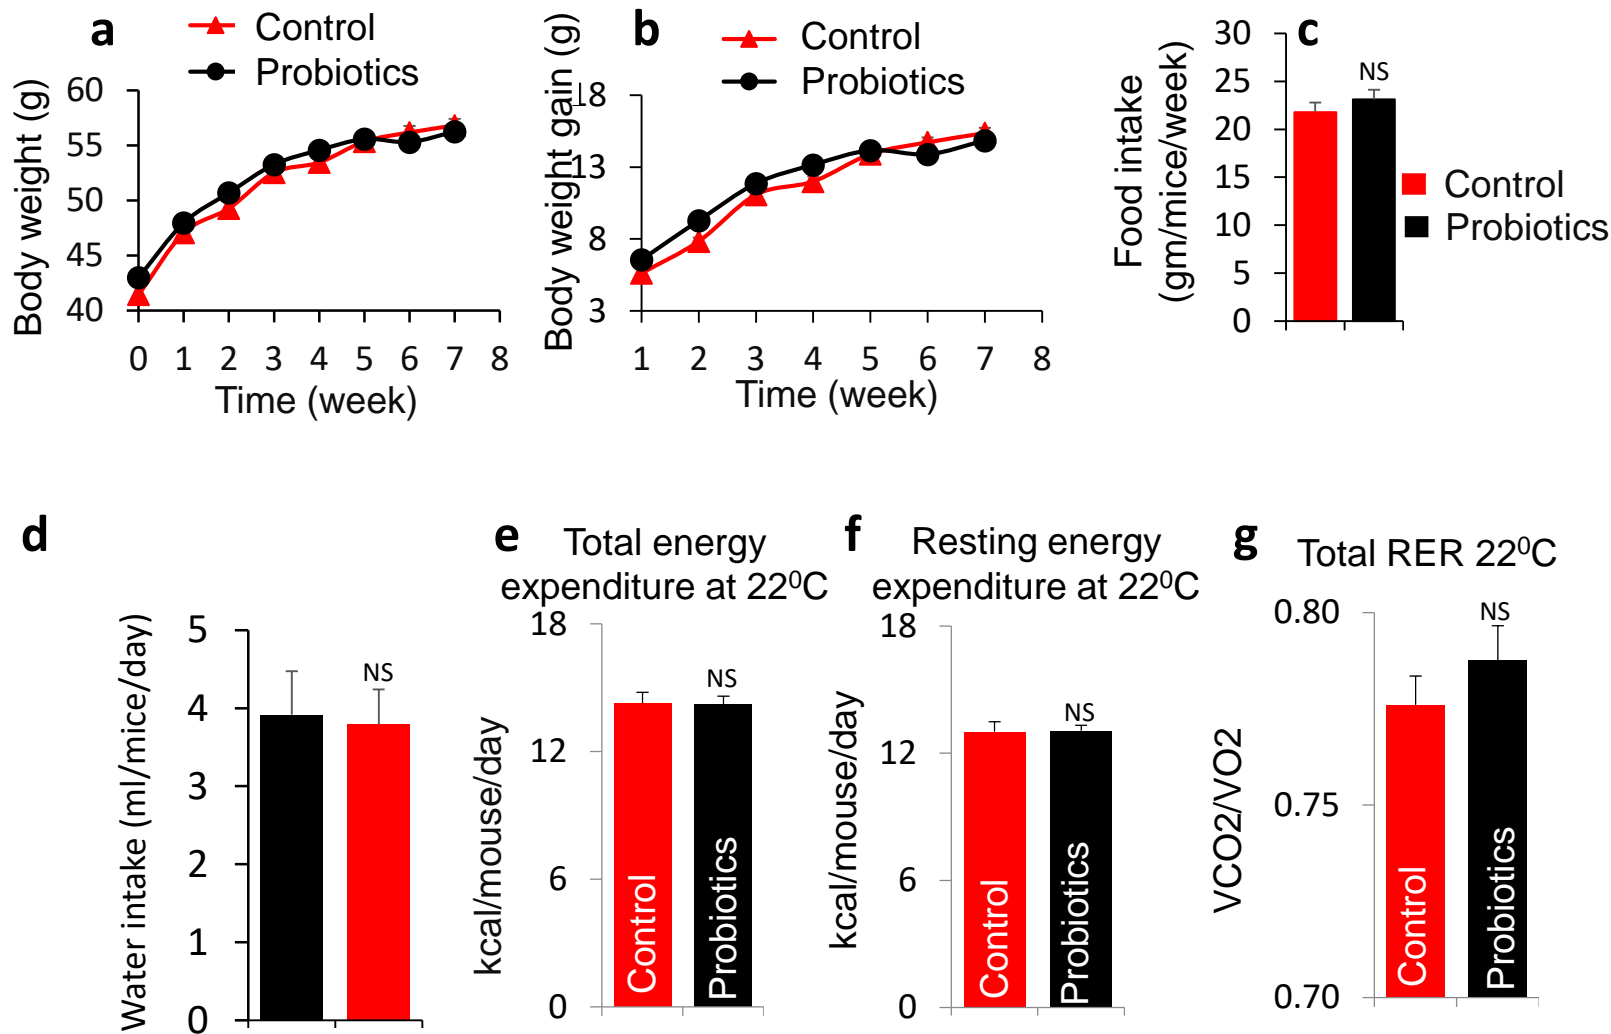 a
Control
Probiotics
Body weight (g)
60
55
50
45
40
0 1 2 3 4 5 6 7 8
Time (week)
b
Control
Probiotics
Body weight gain (g)
18
13
8
3
1 2 3 4 5 6 7 8
Time (week)
c
Food intake
(gm/mice/week)
30
25
20
15
10
5
0
NS
Control
Probiotics
d
Water intake (ml/mice/day)
5
4
3
2
1
0
NS
e
Total energy
expenditure at 22⁰C
kcal/mouse/day
18
12
6
0
NS
Control
Probiotics
f
Resting energy
expenditure at 22⁰C
kcal/mouse/day
18
12
6
0
NS
Control
Probiotics
g
Total RER 22⁰C
VCO2/VO2
0.80
0.75
0.70
NS
Control
Probiotics